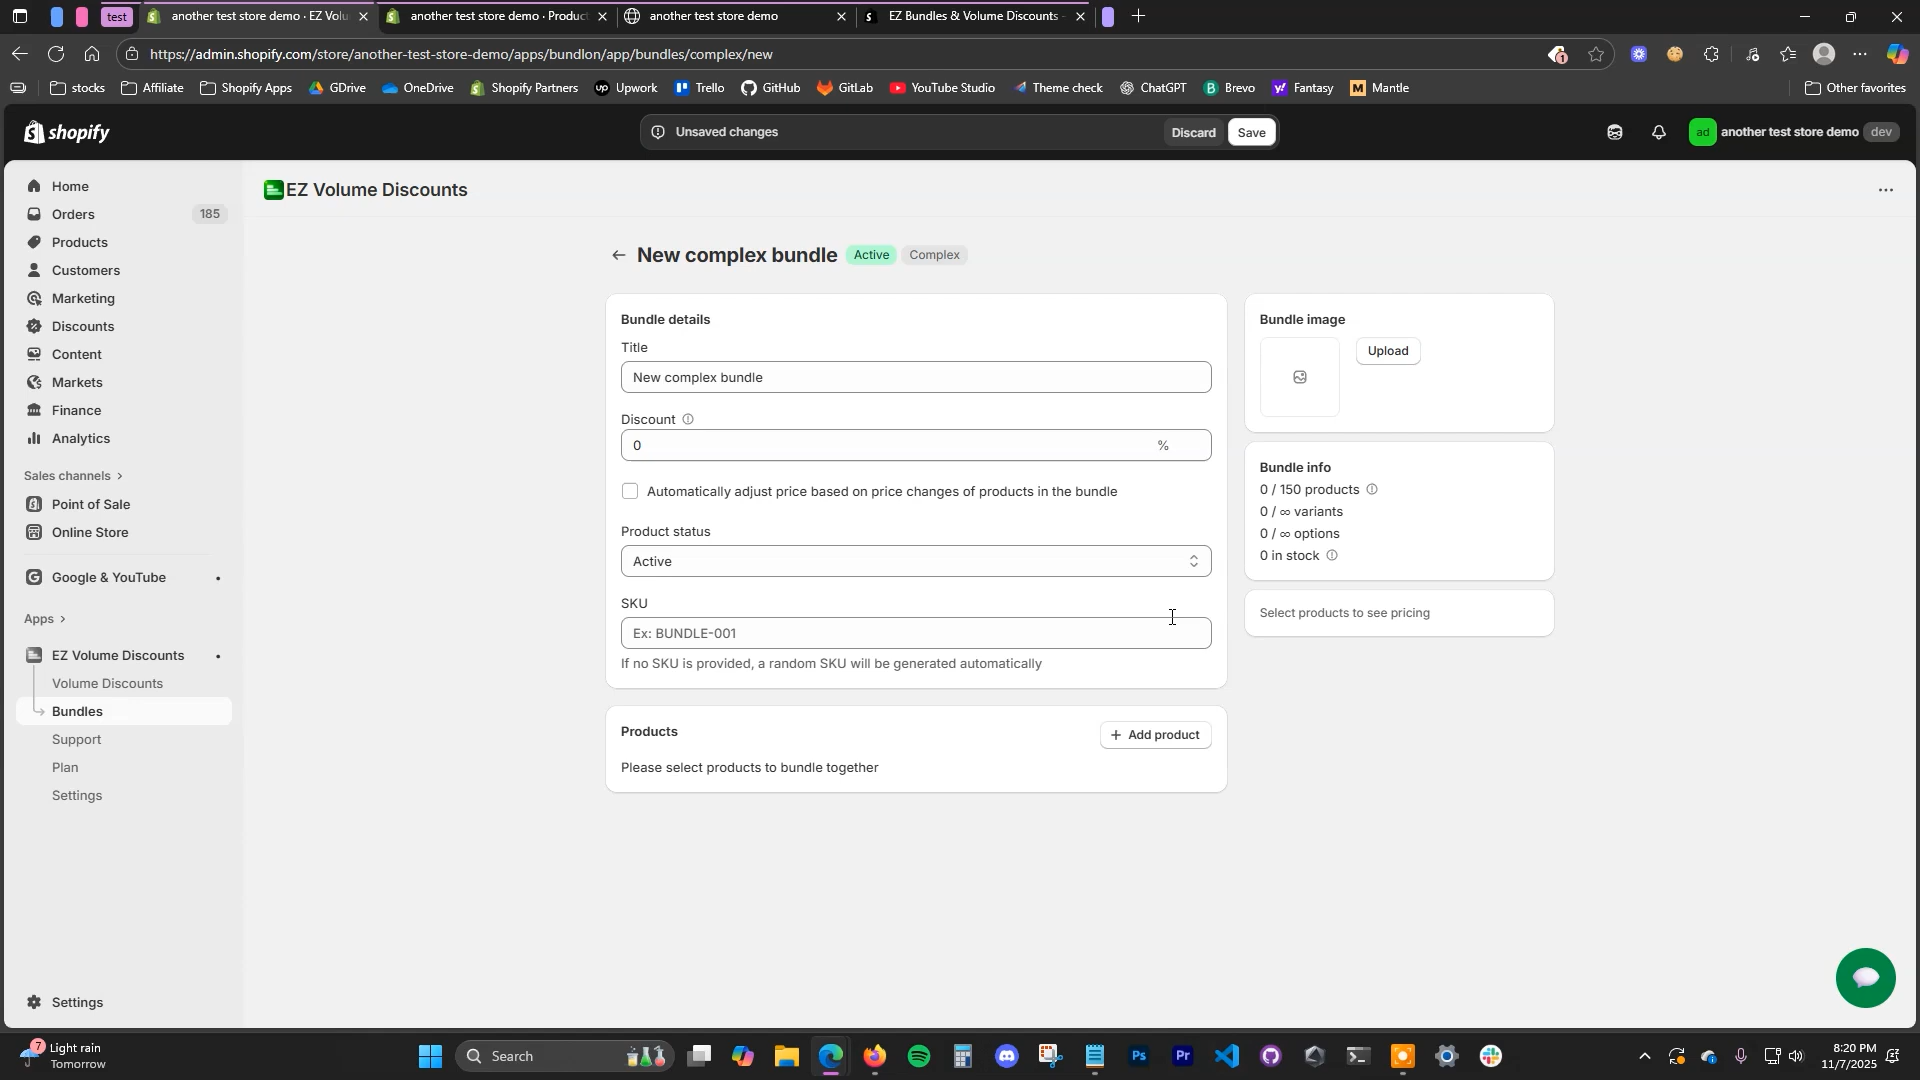 test
another test store demo · EZ Volu
another test store demo · Produc
another test store demo
EZ Bundles & Volume Discounts -
https://admin.shopify.com/store/another-test-store-demo/apps/bundlon/app/bundles/complex/new
1
stocks
Affiliate
Shopify Apps
GDrive
OneDrive
Shopify Partners
up Upwork
Trello
GitHub
GitLab
YouTube Studio
Theme check
ChatGPT
B Brevo
Fantasy
M Mantle
Other favorites
shopify
Unsaved changes
Discard
Save
ad
another test store demo
dev
Home
Orders
185
Products
Customers
Marketing
Discounts
Content
Markets
Finance
Analytics
Sales channels
Point of Sale
Online Store
Google & YouTube
Apps
EZ Volume Discounts
Volume Discounts
Bundles
Support
Plan
Settings
Settings
EZ Volume Discounts
New complex bundle
Active
Complex
Bundle details
Title
New complex bundle
Discount
0
%
Automatically adjust price based on price changes of products in the bundle
Product status
Active
SKU
Ex: BUNDLE-001
If no SKU is provided, a random SKU will be generated automatically
Products
Add product
Please select products to bundle together
Bundle image
Upload
Bundle info
0 / 150 products
0 / ∞ variants
0 / ∞ options
0 in stock
Select products to see pricing
7
Light rain
Tomorrow
Search
Ps
Pr
8:20 PM
11/7/2025